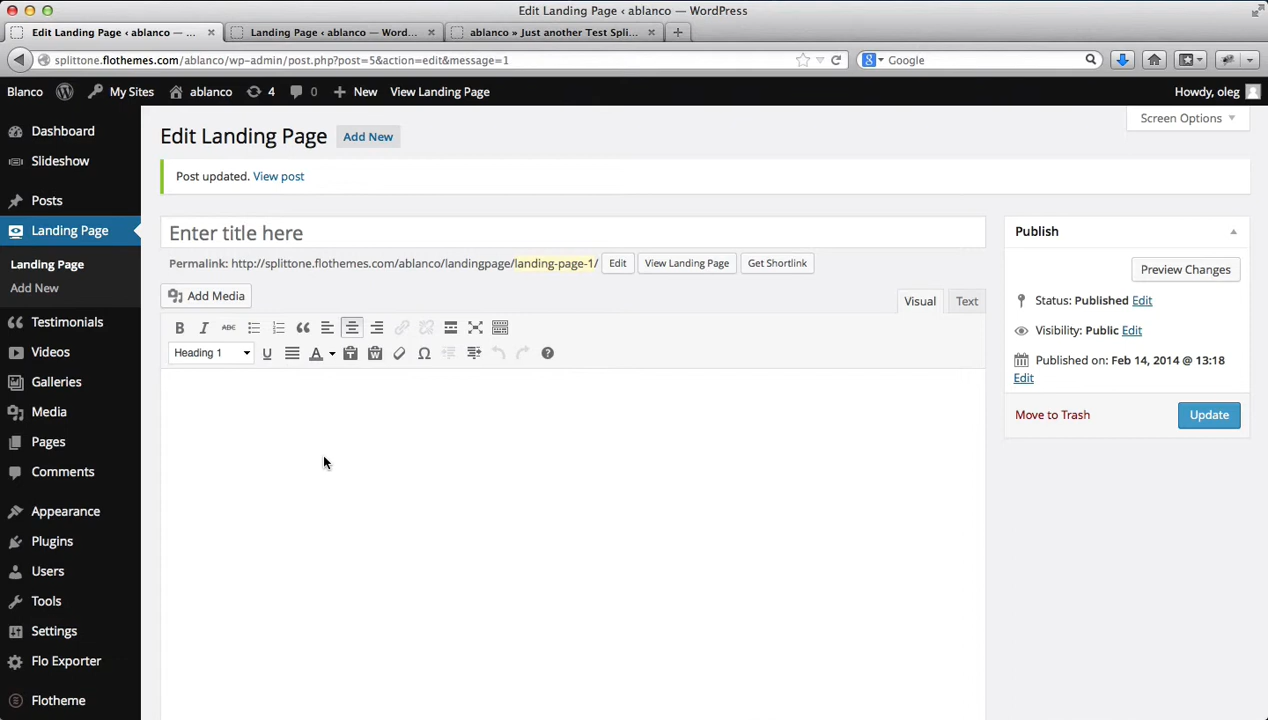 Edit Landing Page ‹ ablanco — WordPress
Edit Landing Page ‹ ablanco — ...
Landing Page ‹ ablanco — Word...
ablanco » Just another Test Spli...
splittone.flothemes.com/ablanco/wp-admin/post.php?post=5&action=edit&message=1
Google
Blanco
My Sites
ablanco
4
0
New
View Landing Page
Howdy, oleg
Screen Options
Dashboard
Slideshow
Posts
Landing Page
Landing Page
Add New
Testimonials
Videos
Galleries
Media
Pages
Comments
Appearance
Plugins
Users
Tools
Settings
Flo Exporter
Flotheme
Edit Landing Page
Add New
Post updated. View post
Enter title here
Permalink: http://splittone.flothemes.com/ablanco/landingpage/landing-page-1/
Edit
View Landing Page
Get Shortlink
Add Media
Visual
Text
B I ABC
Heading 1
U
A
Publish
Preview Changes
Status: Published Edit
Visibility: Public Edit
Published on: Feb 14, 2014 @ 13:18
Edit
Move to Trash
Update